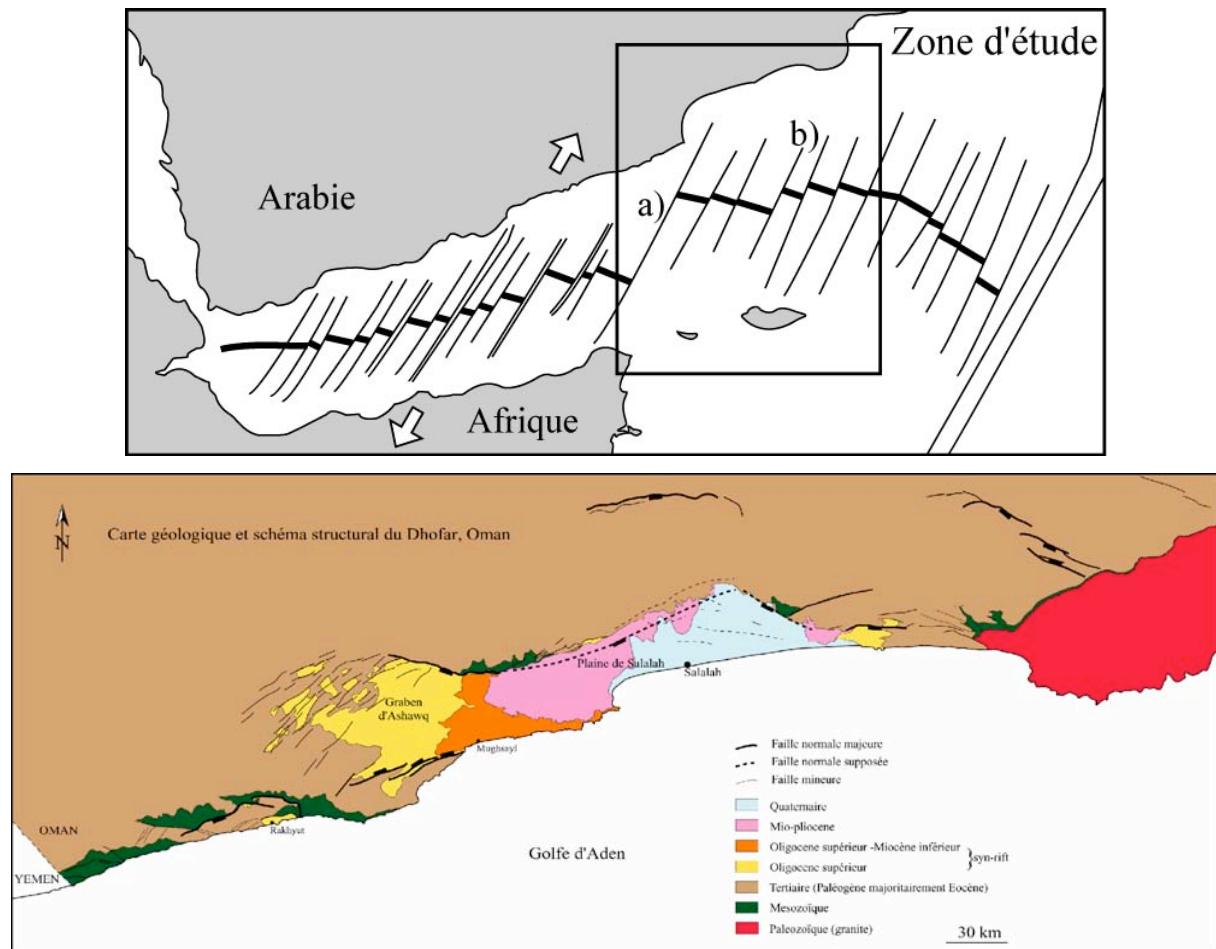 Zone d'étude
b)
a)
Arabie
Afrique
N
Carte géologique et schéma structural du Dhofar, Oman
Plaine de Salalah
Salalah
Graben
d'Ashawq
Mughsayl
Rakhyut
OMAN
YEMEN
Golfe d'Aden
Faille normale majeure
Faille normale supposée
Faille mineure
Quaternaire
Mio-pliocene
Oligocene supérieur -Miocène inférieur
Oligocene supérieur
syn-rift
Tertiaire (Paléogène majoritairement Eocène)
Mesozoïque
Paleozoïque (granite)
30 km